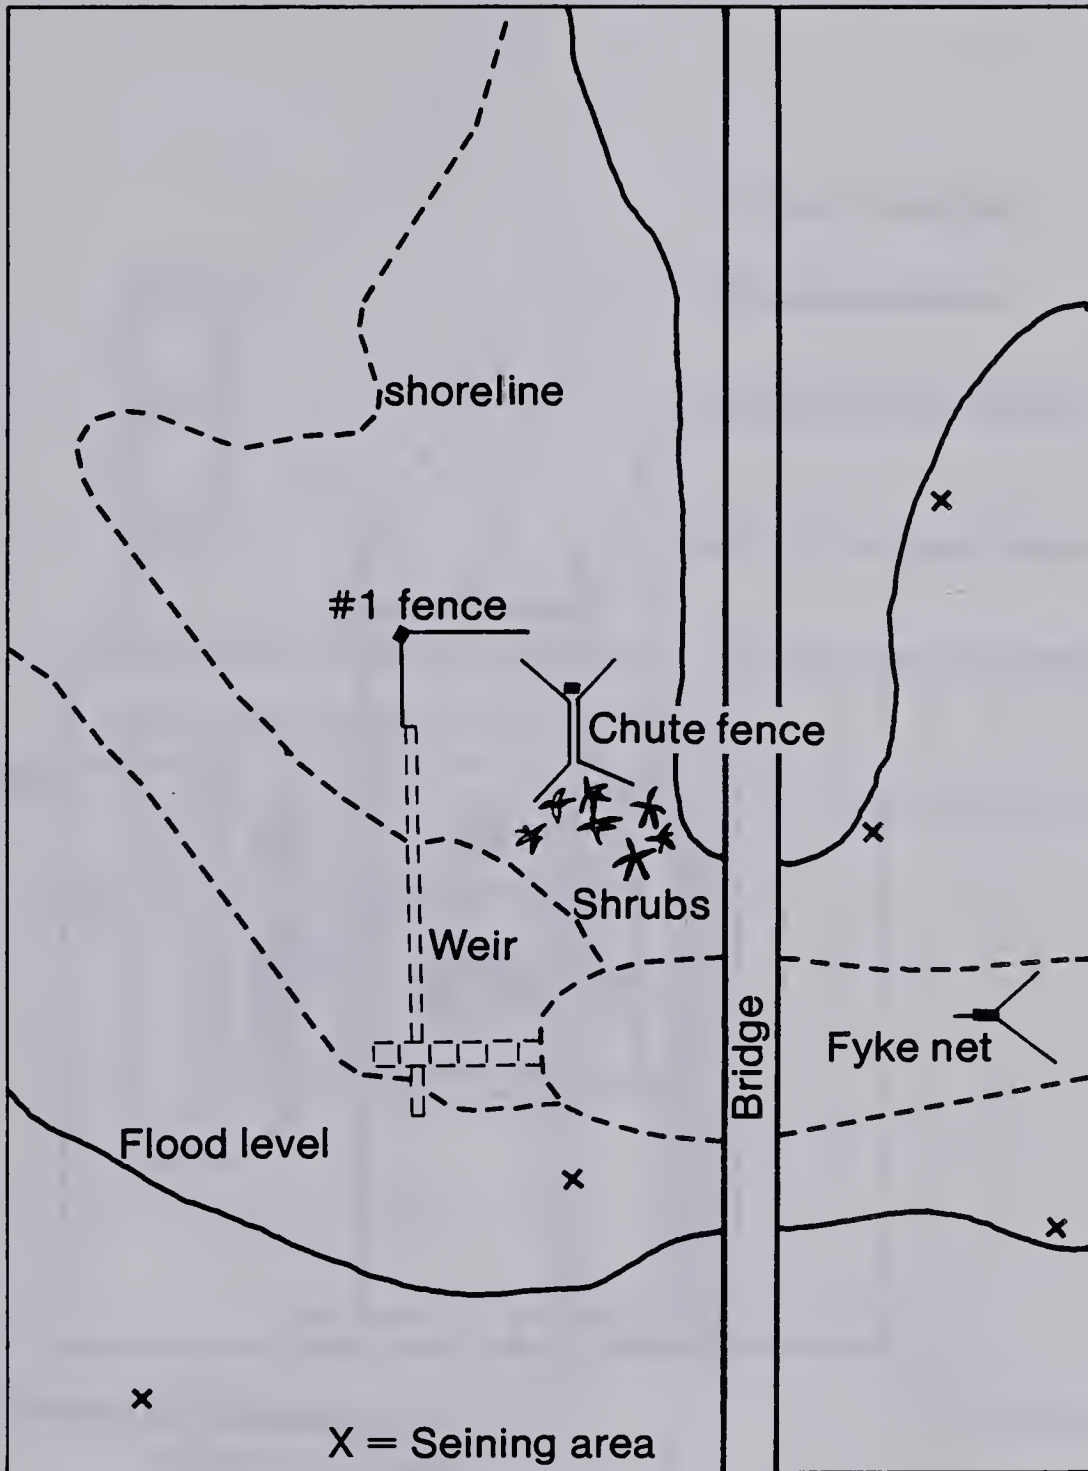 shoreline
#1 fence
Chute fence
Shrubs
Weir
Bridge
Fyke net
Flood level
X = Seining area